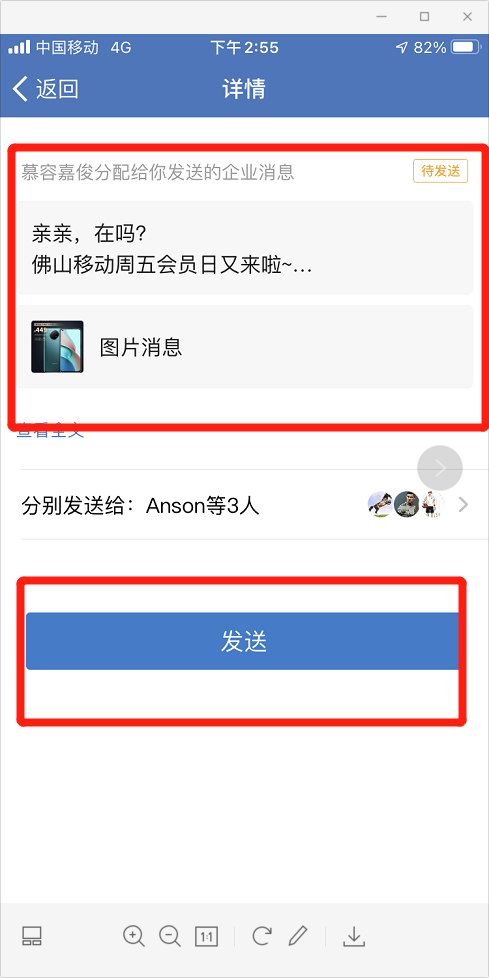 中国移动 4G 下午2:55 82%
返回 详情
慕容嘉俊分配给你发送的企业消息 待发送
亲亲，在吗？
佛山移动周五会员日又来啦~...
449
图片消息
查看全文
分别发送给：Anson等3人
发送
1:1